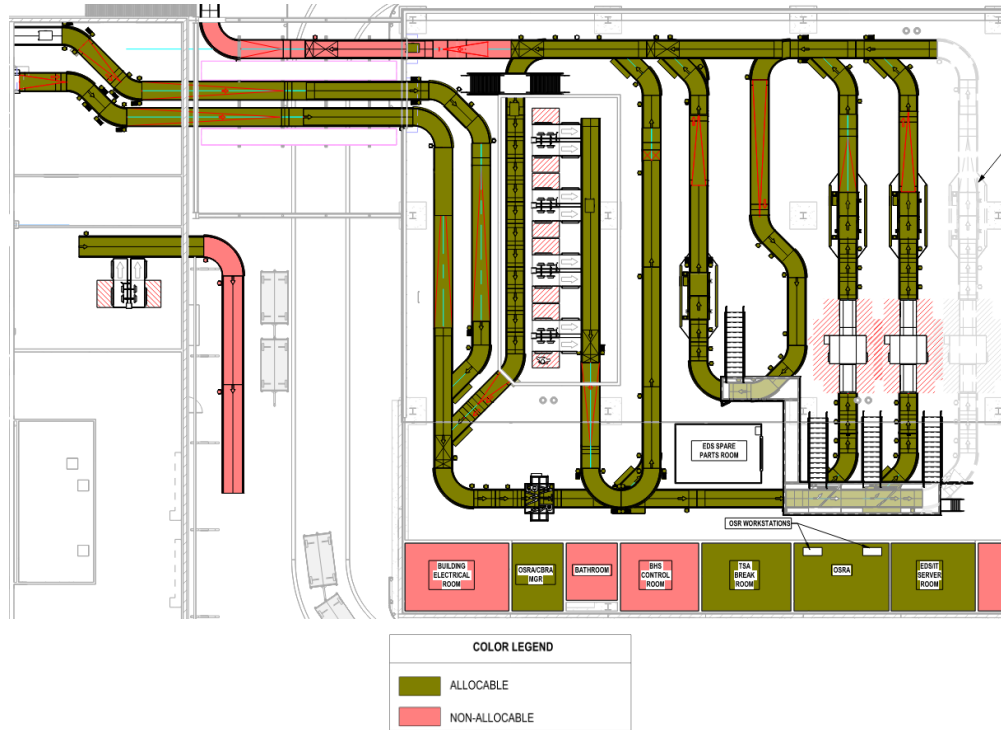 EDS SPARE
PARTS ROOM
OSR WORKSTATIONS
BUILDING
ELECTRICAL
ROOM
OSRA/CBRA
MGR
BATHROOM
BHS
CONTROL
ROOM
TSA
BREAK
ROOM
OSRA
EDS/IT
SERVER
ROOM
COLOR LEGEND
ALLOCABLE
NON-ALLOCABLE